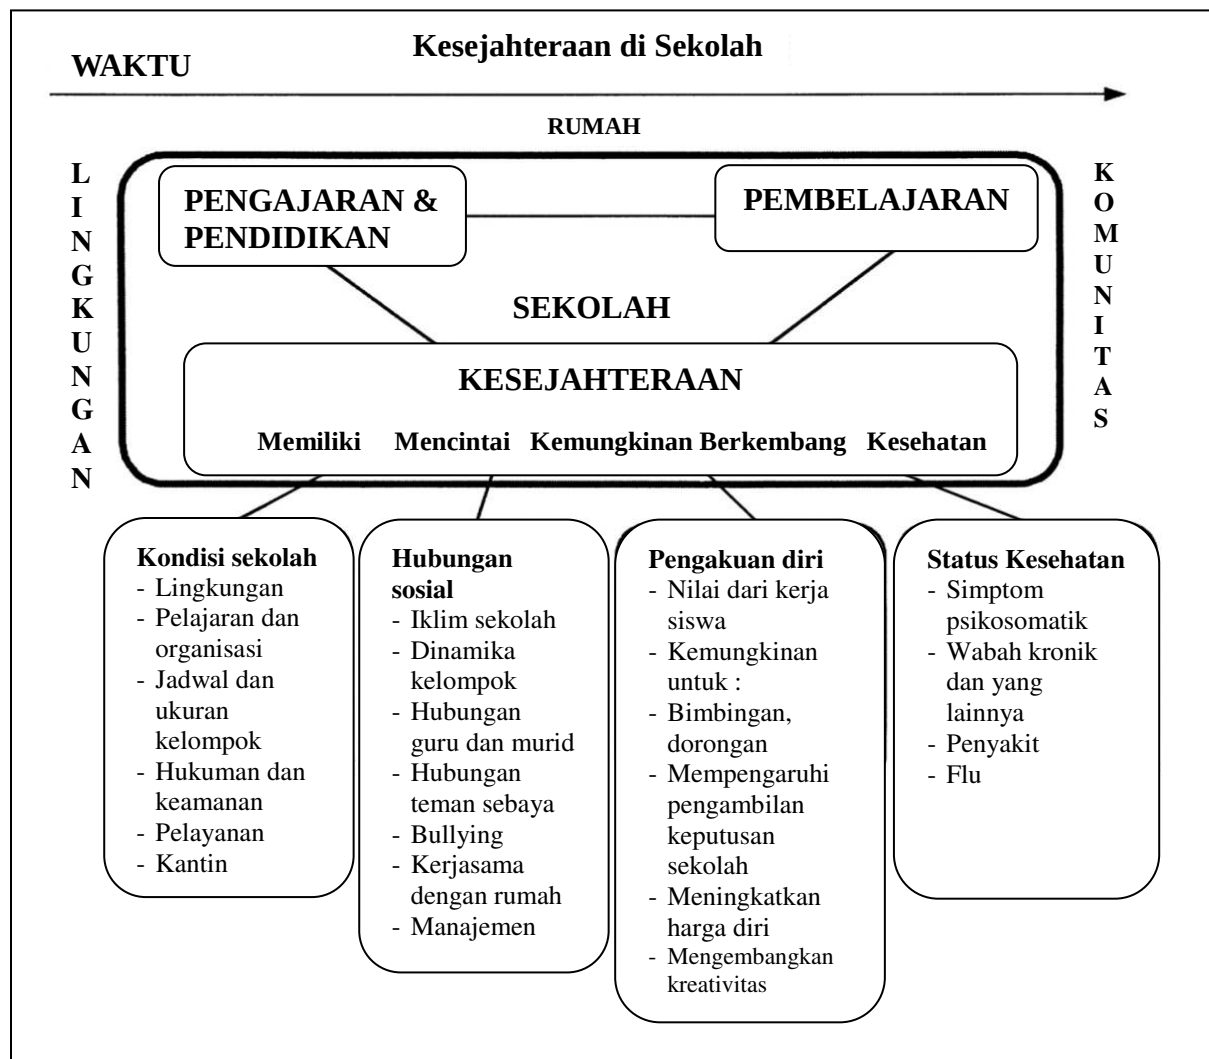 Kesejahteraan di Sekolah
WAKTU
RUMAH
LINGKUNGAN
KOMUNITAS
PENGAJARAN &
PENDIDIKAN
PEMBELAJARAN
SEKOLAH
KESEJAHTERAAN
Memiliki Mencintai Kemungkinan Berkembang Kesehatan
Kondisi sekolah
- Lingkungan
- Pelajaran dan
organisasi
- Jadwal dan
ukuran
kelompok
- Hukuman dan
keamanan
- Pelayanan
- Kantin
Hubungan
sosial
- Iklim sekolah
- Dinamika
kelompok
- Hubungan
guru dan murid
- Hubungan
teman sebaya
- Bullying
- Kerjasama
dengan rumah
- Manajemen
Pengakuan diri
- Nilai dari kerja
siswa
- Kemungkinan
untuk :
- Bimbingan,
dorongan
- Mempengaruhi
pengambilan
keputusan
sekolah
- Meningkatkan
harga diri
- Mengembangkan
kreativitas
Status Kesehatan
- Simptom
psikosomatik
- Wabah kronik
dan yang
lainnya
- Penyakit
- Flu